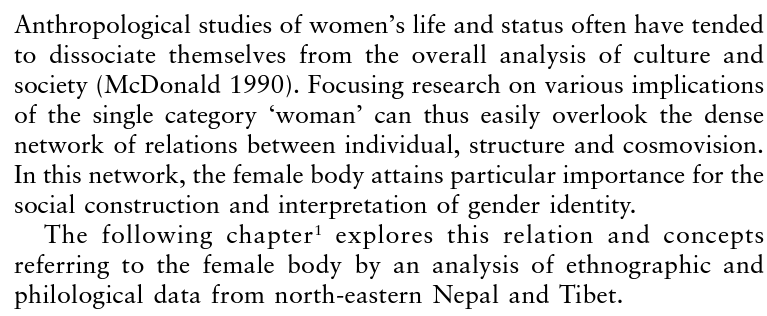 Anthropological studies of women’s life and status often have tended
to dissociate themselves from the overall analysis of culture and
society (McDonald 1990). Focusing research on various implications
of the single category ‘woman’ can thus easily overlook the dense
network of relations between individual, structure and cosmovision.
In this network, the female body attains particular importance for the
social construction and interpretation of gender identity.
The following chapter¹ explores this relation and concepts
referring to the female body by an analysis of ethnographic and
philological data from north-eastern Nepal and Tibet.